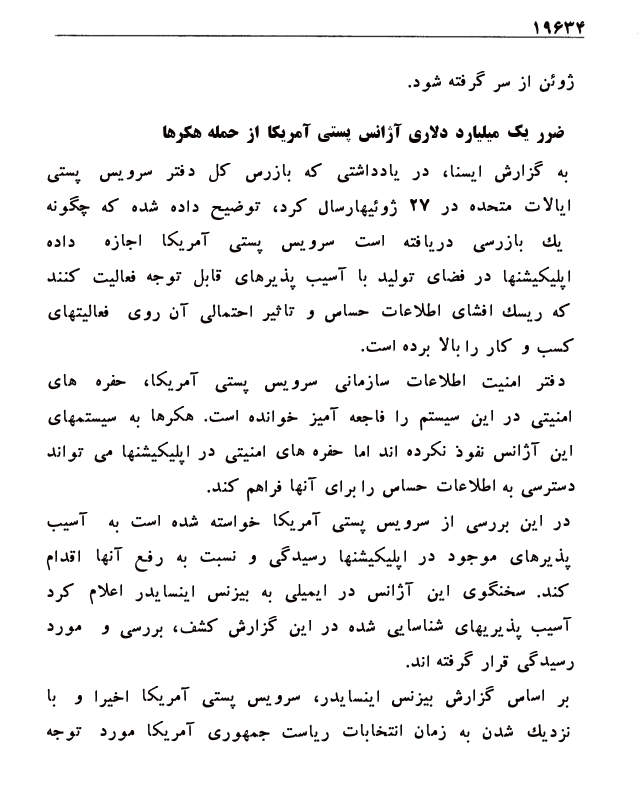 ۱۹۶۳۴
ژوئن از سر گرفته شود.
ضرر یک میلیارد دلاری آژانس پستی آمریکا از حمله هکرها
به گزارش ایسنا، در یادداشتی که بازرس کل دفتر سرویس پستی
ایالات متحده در ۲۷ ژوئیهارسال کرد، توضیح داده شده که چگونه
یك بازرسی دریافته است سرویس پستی آمریکا اجازه داده
اپلیکیشنها در فضای تولید با آسیب پذیرهای قابل توجه فعالیت کنند
که ریسك افشای اطلاعات حساس و تاثیر احتمالی آن روی فعالیتهای
کسب و کار را بالا برده است.
دفتر امنیت اطلاعات سازمانی سرویس پستی آمریکا، حفره های
امنیتی در این سیستم را فاجعه آمیز خوانده است. هکرها به سیستمهای
این آژانس نفوذ نکرده اند اما حفره های امنیتی در اپلیکیشنها می تواند
دسترسی به اطلاعات حساس را برای آنها فراهم کند.
در این بررسی از سرویس پستی آمریکا خواسته شده است به آسیب
پذیرهای موجود در اپلیکیشنها رسیدگی و نسبت به رفع آنها اقدام
کند. سخنگوی این آژانس در ایمیلی به بیزنس اینسایدر اعلام کرد
آسیب پذیریهای شناسایی شده در این گزارش کشف، بررسی و مورد
رسیدگی قرار گرفته اند.
بر اساس گزارش بیزنس اینسایدر، سرویس پستی آمریکا اخیرا و با
نزدیك شدن به زمان انتخابات ریاست جمهوری آمریکا مورد توجه